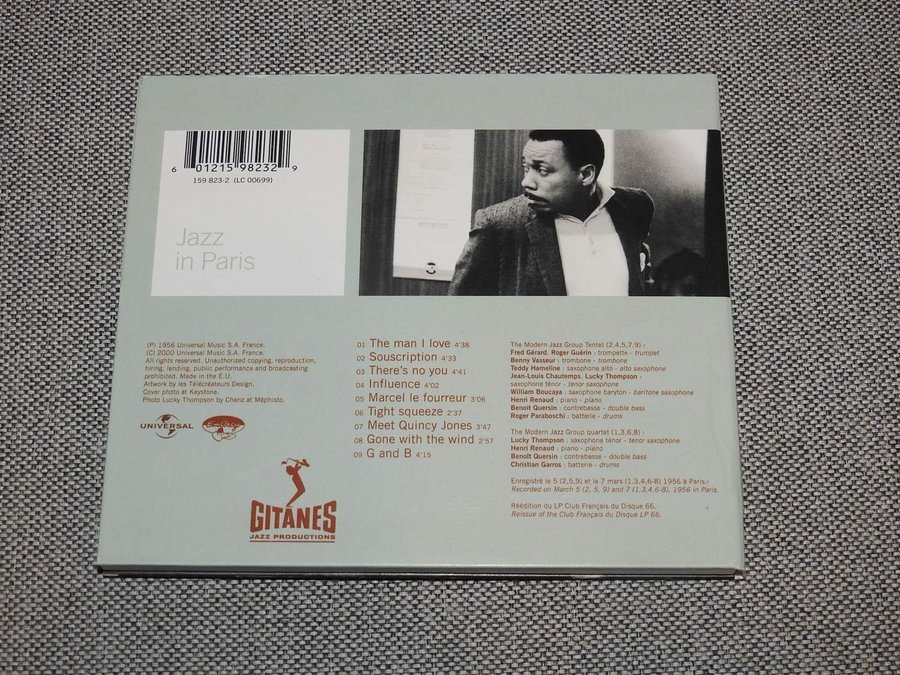 6 01215 98232 9
159 823-2 (LC 00699)
Jazz
in Paris
(P) 1956 Universal Music S.A. France.
(C) 2000 Universal Music S.A. France.
All rights reserved. Unauthorized copying, reproduction,
hiring, lending, public performance and broadcasting
prohibited. Made in the E.U.
Artwork by les Télécréateurs Design.
Cover photo at Keystone.
Photo Lucky Thompson by Chenz at Méphisto.
UNIVERSAL
EmArcy
GITANES
JAZZ PRODUCTIONS
01 The man I love 4'38
02 Souscription 4'33
03 There's no you 4'41
04 Influence 4'02
05 Marcel le fourreur 3'06
06 Tight squeeze 2'37
07 Meet Quincy Jones 3'47
08 Gone with the wind 2'57
09 G and B 4'15
The Modern Jazz Group Tentet (2,4,5,7,9) :
Fred Gérard, Roger Guérin : trompette - trumpet
Benny Vasseur : trombone - trombone
Teddy Hameline : saxophone alto - alto saxophone
Jean-Louis Chautemps, Lucky Thompson :
saxophone ténor - tenor saxophone
William Boucaya : saxophone baryton - baritone saxophone
Henri Renaud : piano - piano
Benoît Quersin : contrebasse - double bass
Roger Paraboschi : batterie - drums
The Modern Jazz Group quartet (1,3,6,8) :
Lucky Thompson : saxophone ténor - tenor saxophone
Henri Renaud : piano - piano
Benoît Quersin : contrebasse - double bass
Christian Garros : batterie - drums
Enregistré le 5 (2,5,9) et le 7 mars (1,3,4,6-8) 1956 à Paris.
Recorded on March 5 (2, 5, 9) and 7 (1,3,4,6-8), 1956 in Paris.
Réédition du LP Club Français du Disque 66.
Reissue of the Club Français du Disque LP 66.